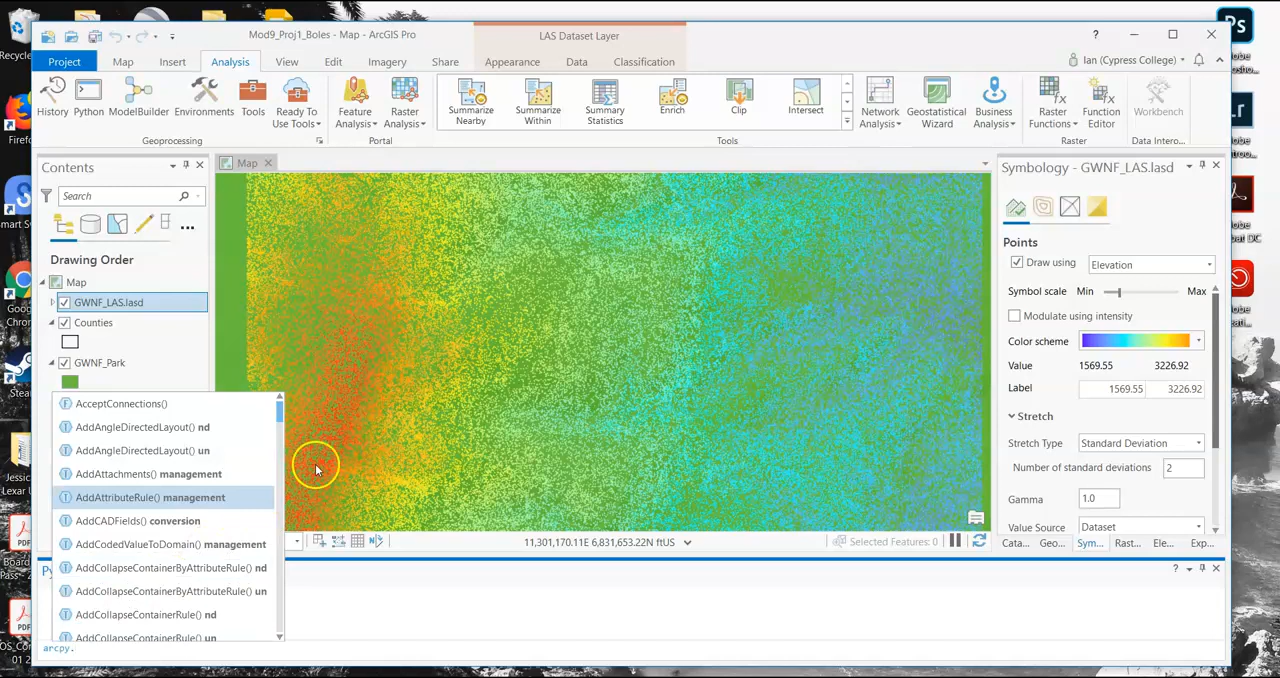 Mod9_Proj1_Boles - Map - ArcGIS Pro
LAS Dataset Layer
?
Project
Map
Insert
Analysis
View
Edit
Imagery
Share
Appearance
Data
Classification
Ian (Cypress College)
History
Python
ModelBuilder
Environments
Tools
Ready To
Use Tools
Feature
Analysis
Raster
Analysis
Summarize
Nearby
Summarize
Within
Summary
Statistics
Enrich
Clip
Intersect
Network
Analysis
Geostatistical
Wizard
Business
Analysis
Raster
Functions
Function
Editor
Workbench
Geoprocessing
Portal
Tools
Raster
Data Intero...
Contents
Search
Drawing Order
Map
GWNF_LAS.lasd
Counties
GWNF_Park
Map
AcceptConnections()
AddAngleDirectedLayout() nd
AddAngleDirectedLayout() un
AddAttachments() management
AddAttributeRule() management
AddCADFields() conversion
AddCodedValueToDomain() management
AddCollapseContainerByAttributeRule() nd
AddCollapseContainerByAttributeRule() un
AddCollapseContainerRule() nd
AddCollapseContainerRule() un
arcpy.
11,301,170.11E 6,831,653.22N ftUS
Selected Features: 0
Symbology - GWNF_LAS.lasd
Points
Draw using
Elevation
Symbol scale
Min
Max
Modulate using intensity
Color scheme
Value
1569.55
3226.92
Label
1569.55
3226.92
Stretch
Stretch Type
Standard Deviation
Number of standard deviations
2
Gamma
1.0
Value Source
Dataset
Cata...
Geo...
Sym...
Rast...
Ele...
Exp...
?
Ps